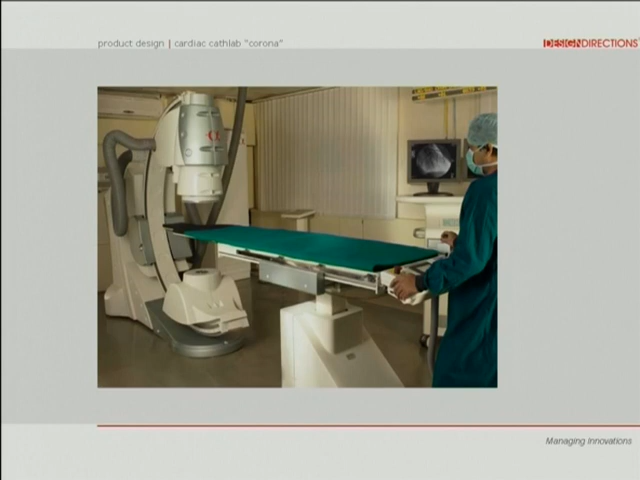 product design | cardiac cathlab "corona"
DESIGNDIRECTIONS
Managing Innovations